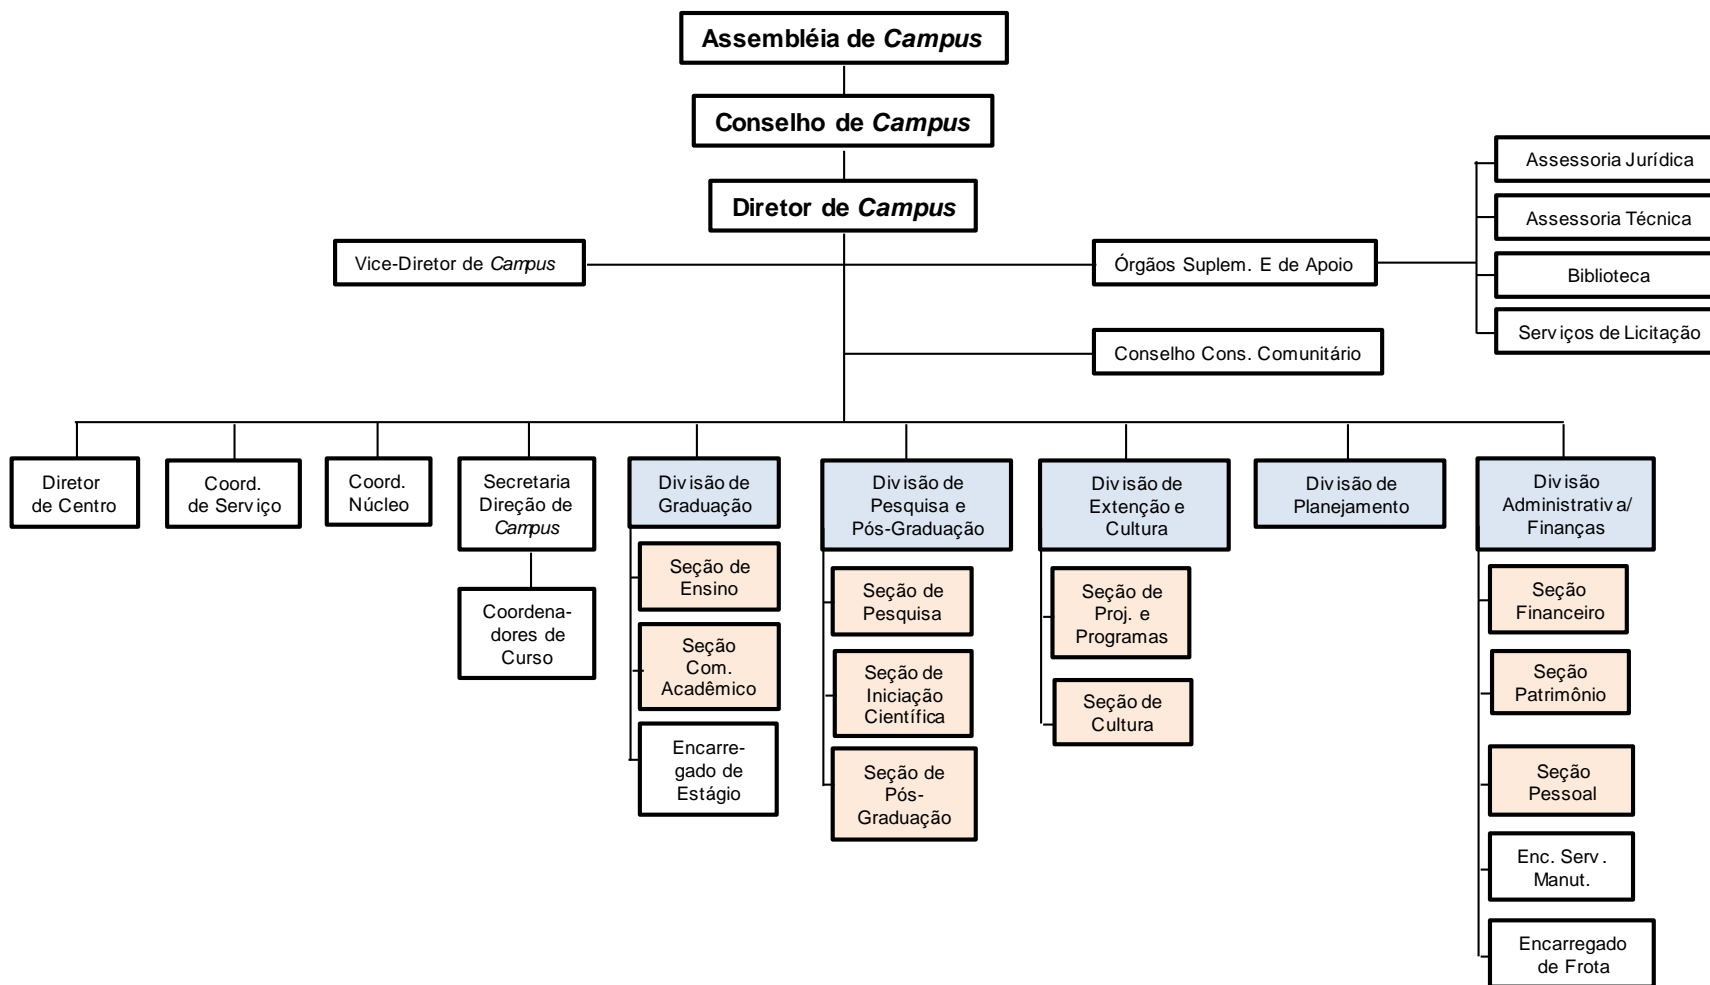 Assembléia de Campus
Conselho de Campus
Diretor de Campus
Vice-Diretor de Campus
Órgãos Suplem. E de Apoio
Assessoria Jurídica
Assessoria Técnica
Biblioteca
Serviços de Licitação
Conselho Cons. Comunitário
Diretor
de Centro
Coord.
de Serviço
Coord.
Núcleo
Secretaria
Direção de
Campus
Coordena-
dores de
Curso
Divisão de
Graduação
Seção de
Ensino
Seção
Com.
Acadêmico
Encarre-
gado de
Estágio
Divisão de
Pesquisa e
Pós-Graduação
Seção de
Pesquisa
Seção de
Iniciação
Científica
Seção de
Pós-
Graduação
Divisão de
Extenção e
Cultura
Seção de
Proj. e
Programas
Seção de
Cultura
Divisão de
Planejamento
Divisão
Administrativa/
Finanças
Seção
Financeiro
Seção
Patrimônio
Seção
Pessoal
Enc. Serv.
Manut.
Encarregado
de Frota